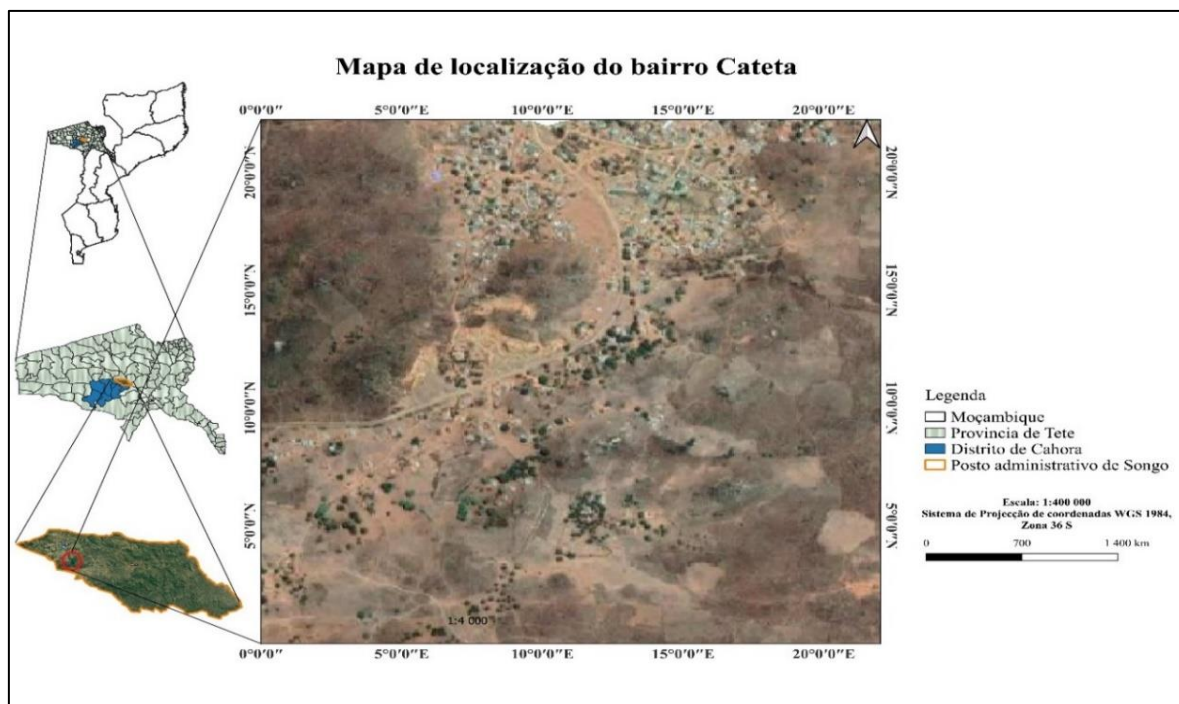 Mapa de localização do bairro Cateta
0°0′0″ 5°0′0″E 10°0′0″E 15°0′0″E 20°0′0″E
20°0′0″N
15°0′0″N
10°0′0″N
5°0′0″N
20°0′0″N
15°0′0″N
10°0′0″N
5°0′0″N
1:4 000
0°0′0″ 5°0′0″E 10°0′0″E 15°0′0″E 20°0′0″E
Legenda
Moçambique
Provincia de Tete
Distrito de Cahora
Posto administrativo de Songo
Escala: 1:400 000
Sistema de Projecção de coordenadas WGS 1984,
Zona 36 S
0 700 1 400 km